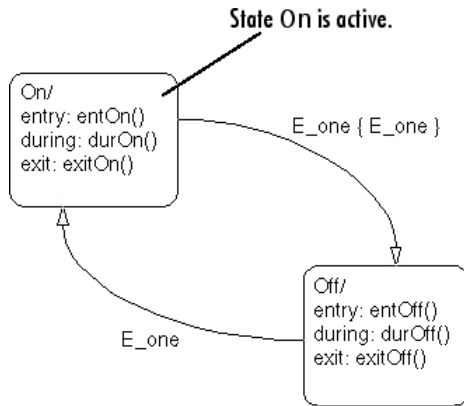 State On is active.
On/
entry: entOn()
during: durOn()
exit: exitOn()
E_one { E_one }
Off/
entry: entOff()
during: durOff()
exit: exitOff()
E_one